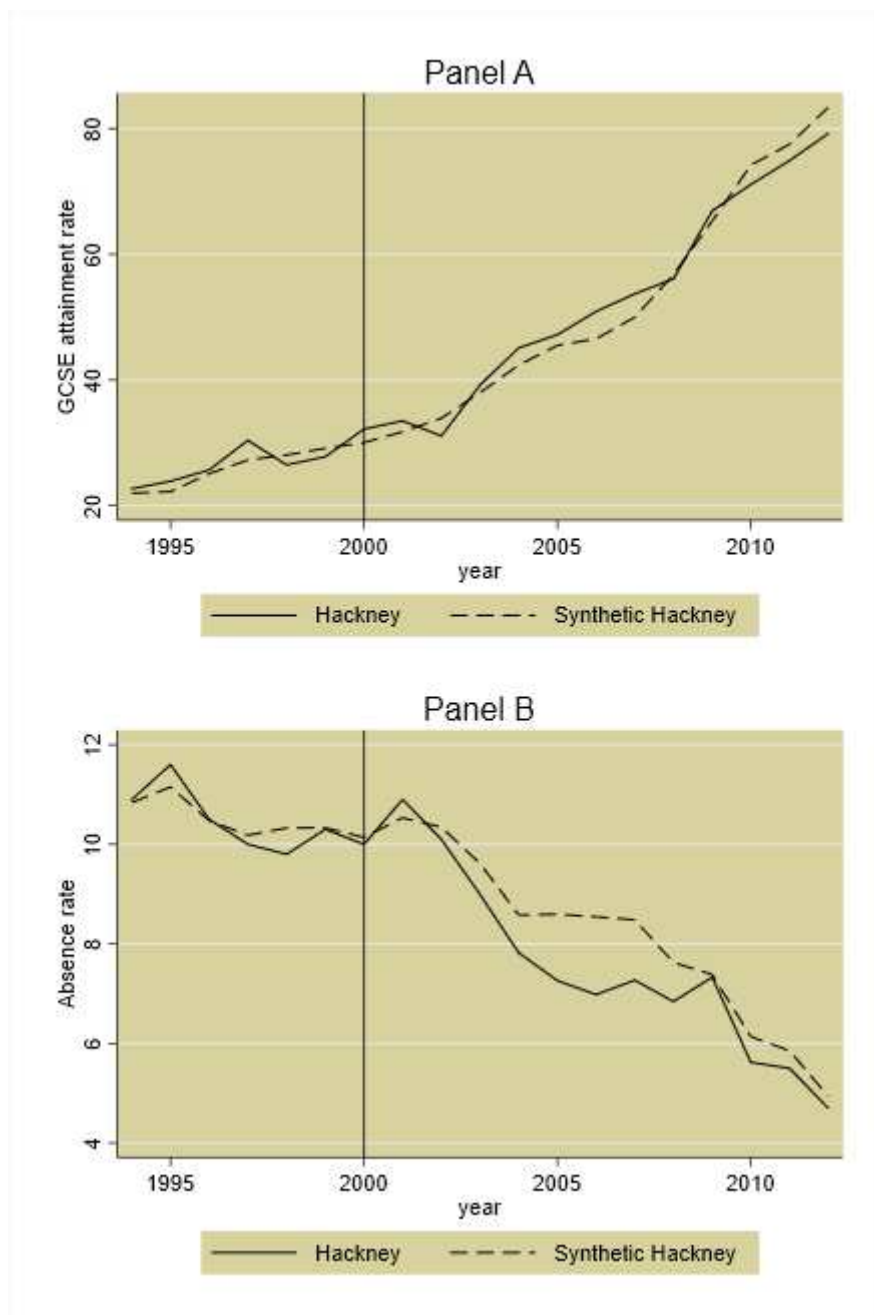 Panel A
GCSE attainment rate
80
60
40
20
1995 2000 2005 2010
year
Hackney Synthetic Hackney
Panel B
Absence rate
12
10
8
6
4
1995 2000 2005 2010
year
Hackney Synthetic Hackney